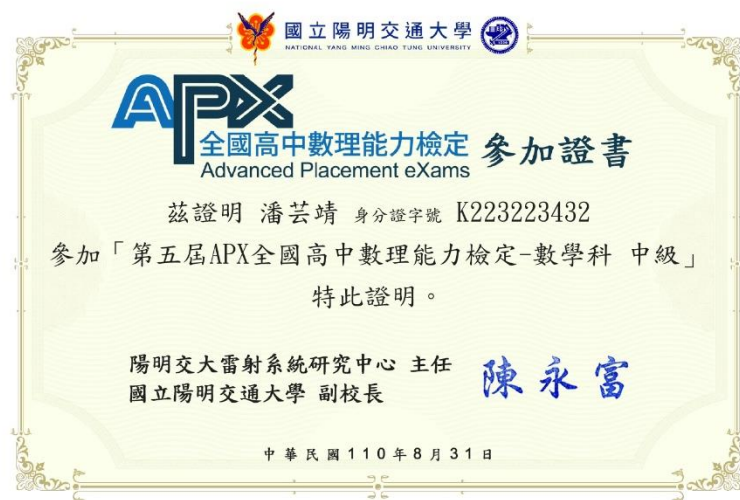 國立陽明交通大學
NATIONAL YANG MING CHIAO TUNG UNIVERSITY
APX
全國高中數理能力檢定 參加證書
Advanced Placement eXams
茲證明 潘芸靖 身分證字號 K223223432
參加「第五屆APX全國高中數理能力檢定-數學科 中級」
特此證明。
陽明交大雷射系統研究中心 主任
國立陽明交通大學 副校長
陳永富
中華民國110年8月31日